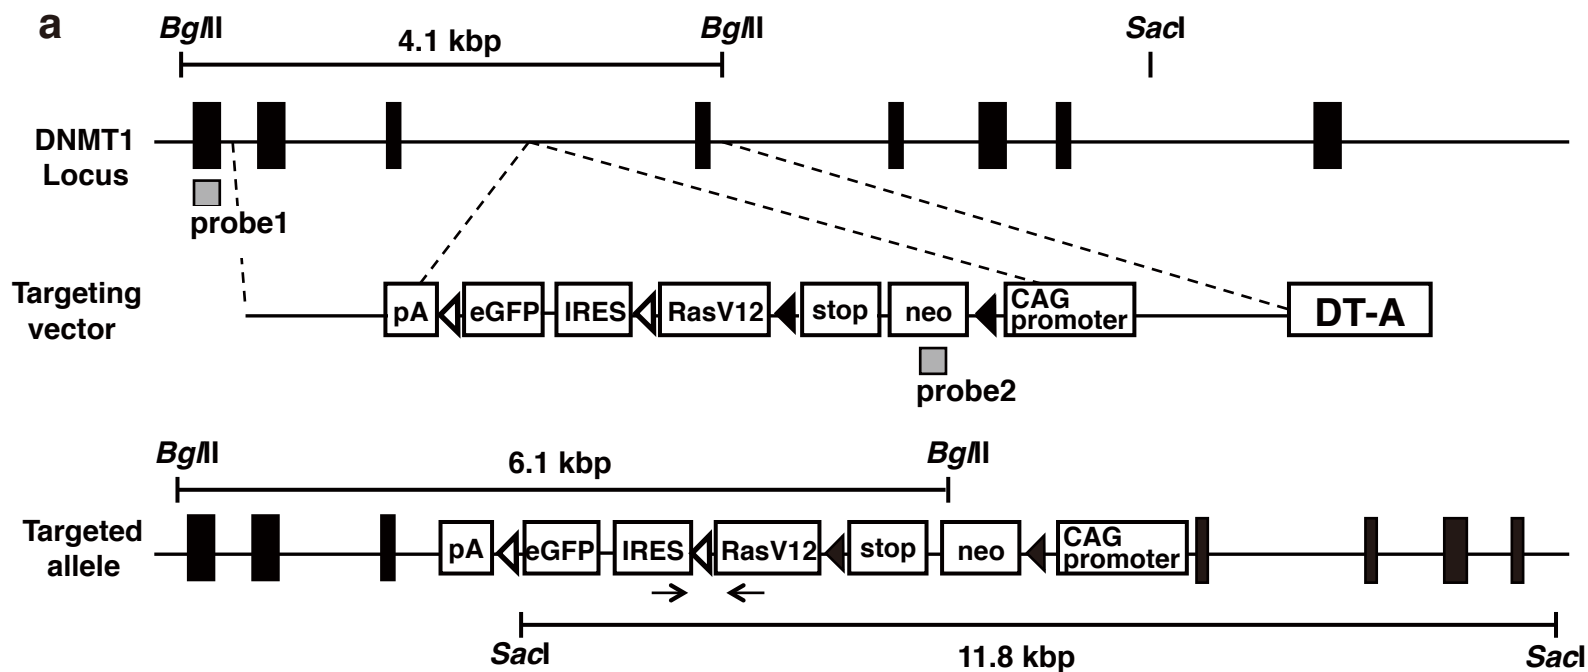 a
BglII
BglII
SacI
4.1 kbp
DNMT1
Locus
probe1
Targeting
vector
pA
eGFP
IRES
RasV12
stop
neo
CAG
promoter
DT-A
probe2
BglII
BglII
6.1 kbp
Targeted
allele
pA
eGFP
IRES
RasV12
stop
neo
CAG
promoter
SacI
11.8 kbp
SacI